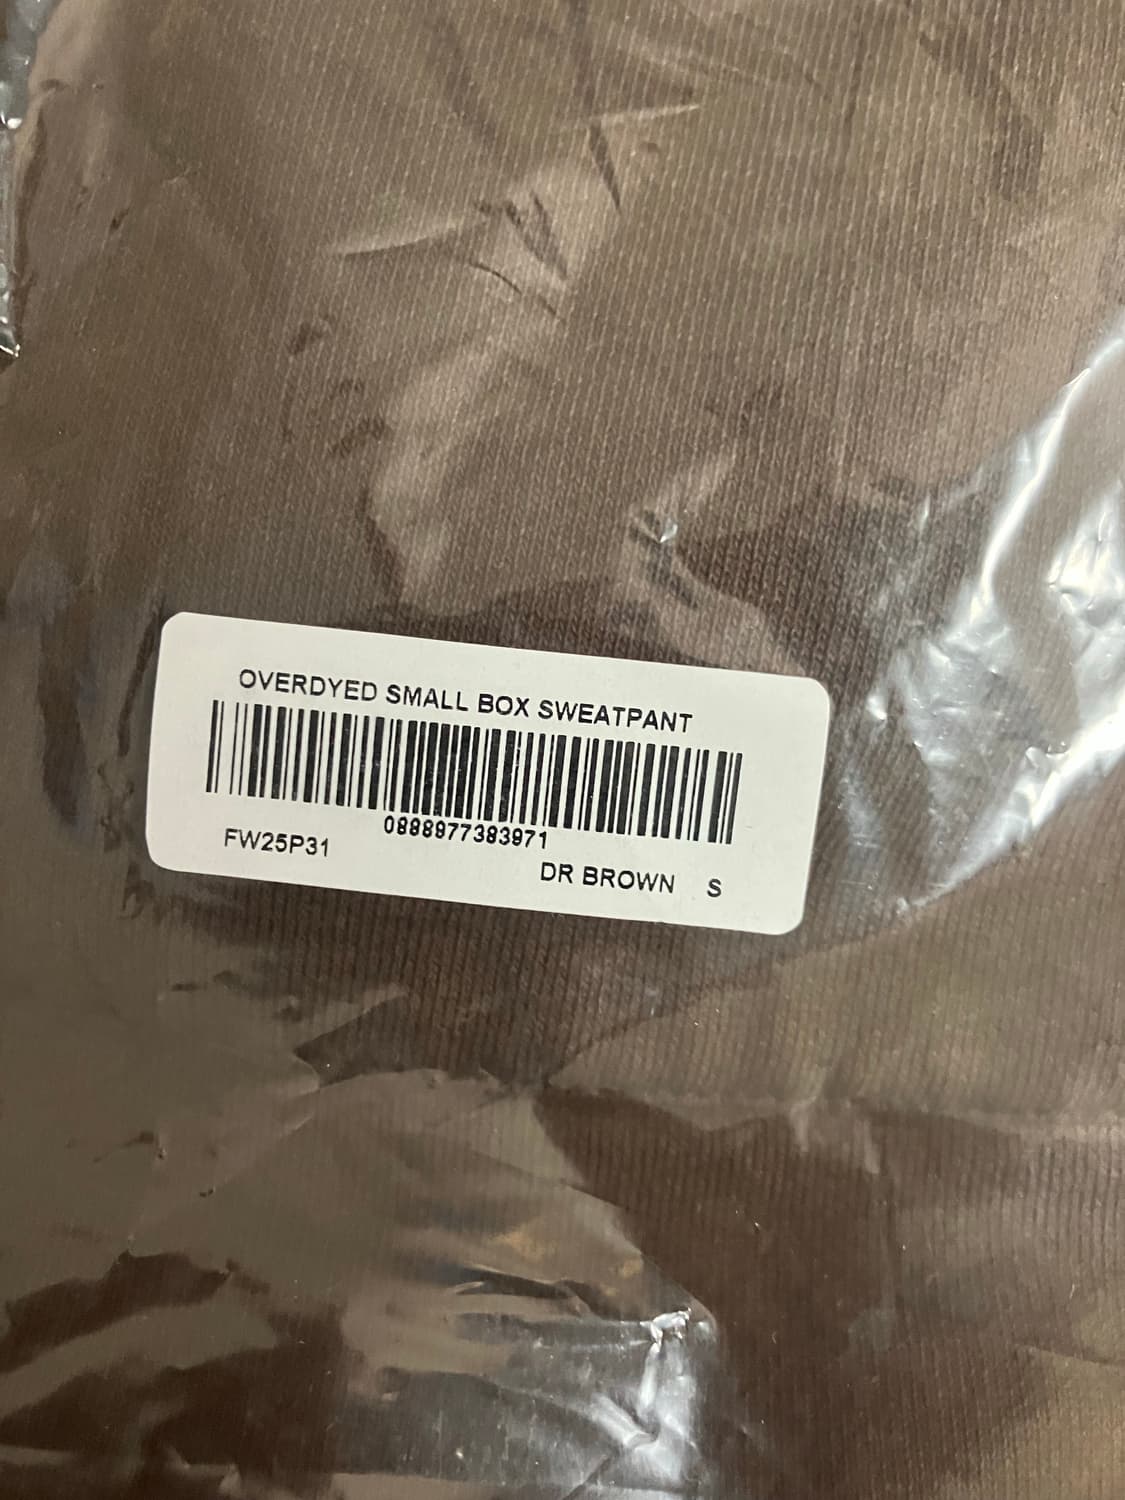 OVERDYED SMALL BOX SWEATPANT
0888977383971
FW25P31
DR BROWN S